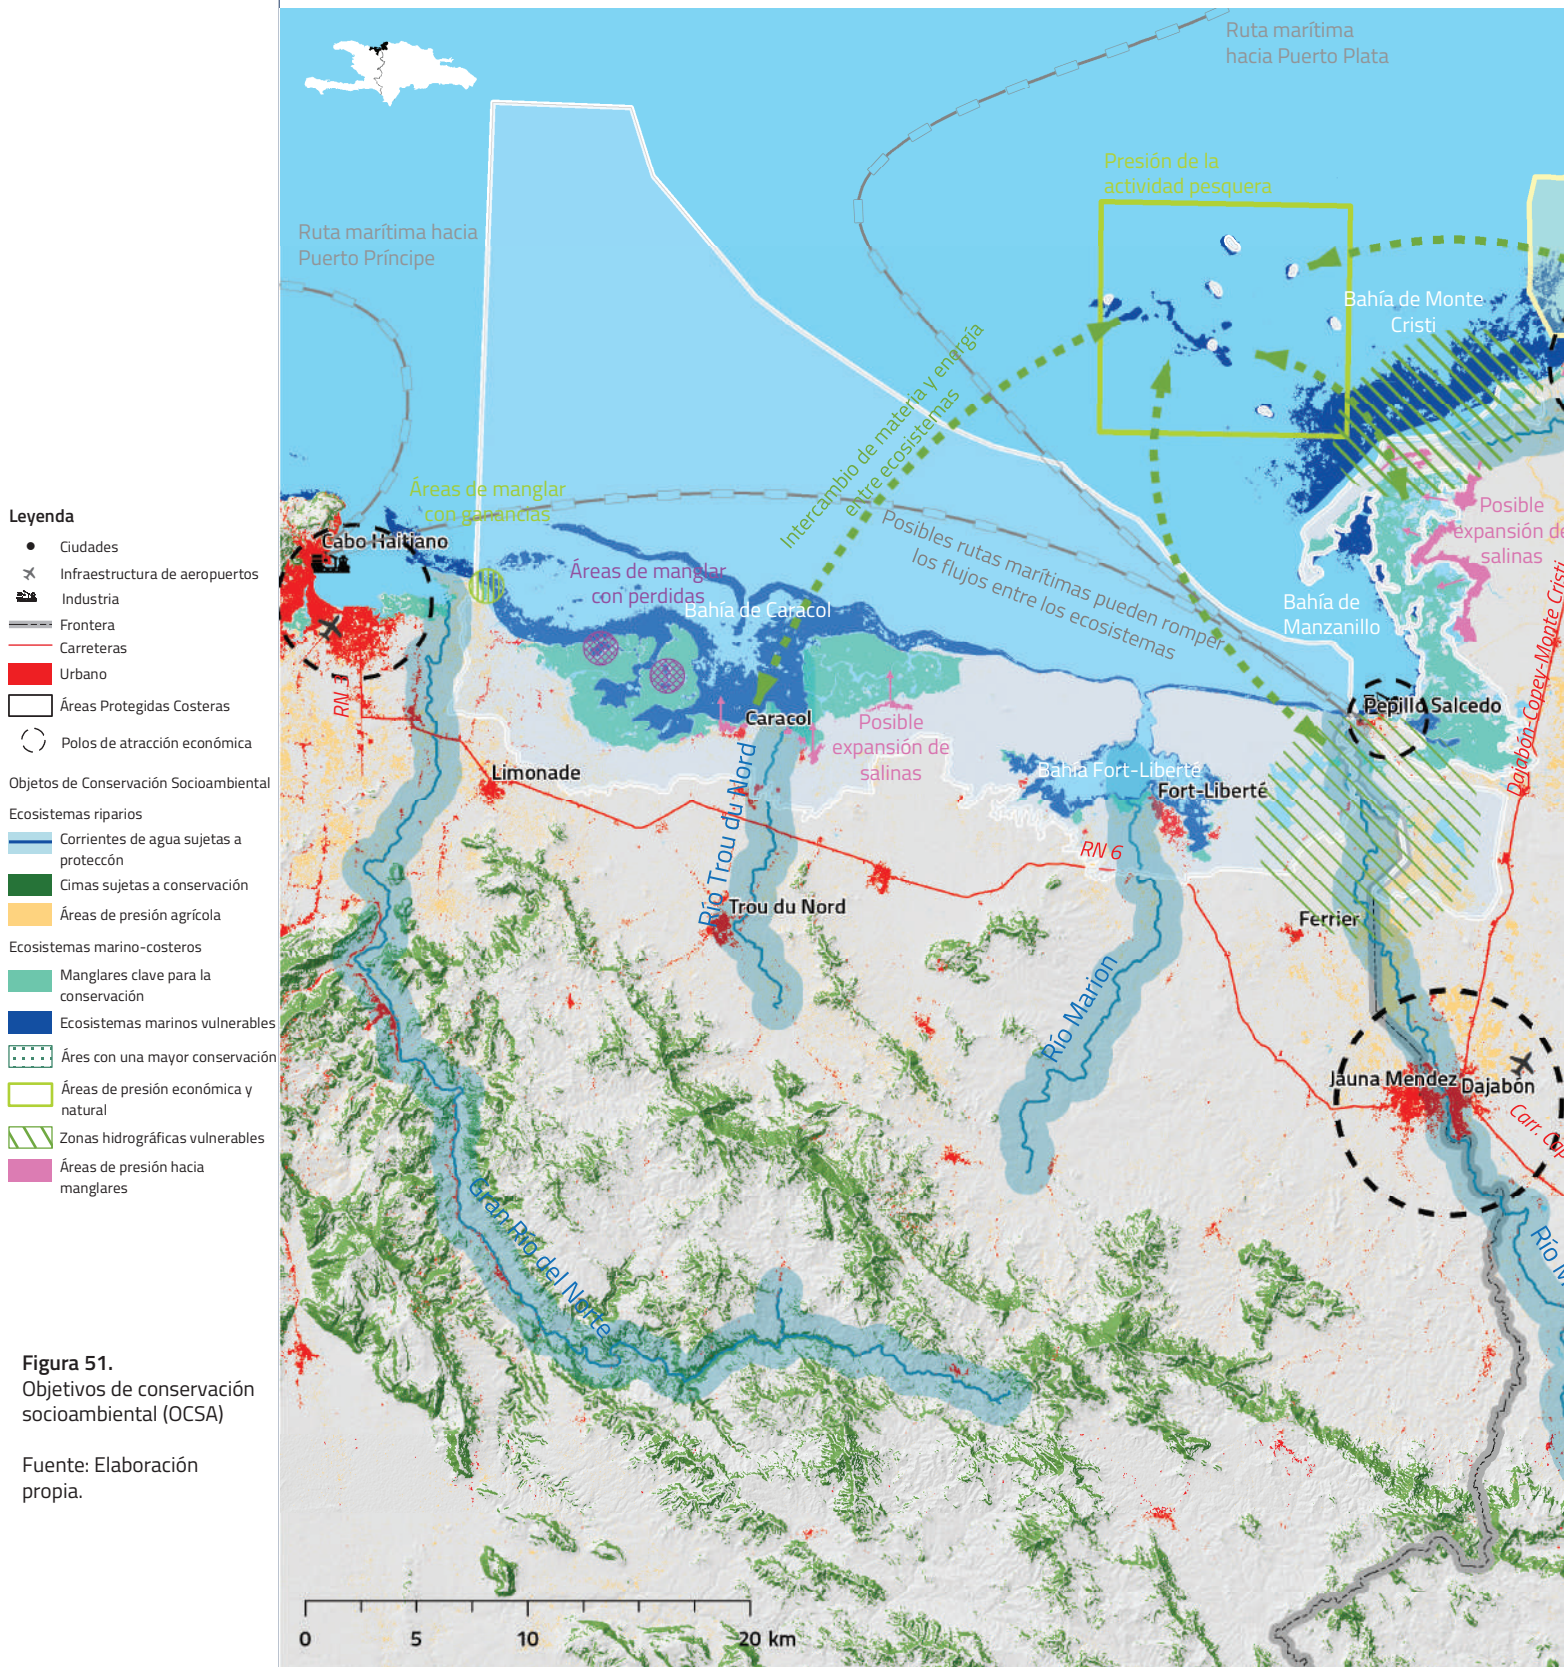 Leyenda
Ciudades
Infraestructura de aeropuertos
Industria
Frontera
Carreteras
Urbano
Áreas Protegidas Costeras
Polos de atracción económica
Objetos de Conservación Socioambiental
Ecosistemas riparios
Corrientes de agua sujetas a
proteccón
Cimas sujetas a conservación
Áreas de presión agrícola
Ecosistemas marino-costeros
Manglares clave para la
conservación
Ecosistemas marinos vulnerables
Áres con una mayor conservación
Áreas de presión económica y
natural
Zonas hidrográficas vulnerables
Áreas de presión hacia
manglares
Figura 51.
Objetivos de conservación
socioambiental (OCSA)
Fuente: Elaboración
propia.
Ruta marítima
hacia Puerto Plata
Presión de la
actividad pesquera
Ruta marítima hacia
Puerto Príncipe
Bahía de Monte
Cristi
Intercambio de materia y energía
entre ecosistemas
Áreas de manglar
con ganancias
Posible
expansión de
salinas
Cabo Haitiano
Posibles rutas marítimas pueden romper
los flujos entre los ecosistemas
Áreas de manglar
con perdidas
Bahía de Caracol
Bahía de
Manzanillo
Dajabón-Copey-Monte Cristi
RN 1
Pepillo Salcedo
Caracol
Posible
expansión de
salinas
Limonade
Bahía Fort-Liberté
Fort-Liberté
Río Trou du Nord
RN 6
Trou du Nord
Ferrier
Río Marion
Jauna Mendez
Dajabón
Carr. Cap
Gran Río del Norte
Río M
0
5
10
20 km